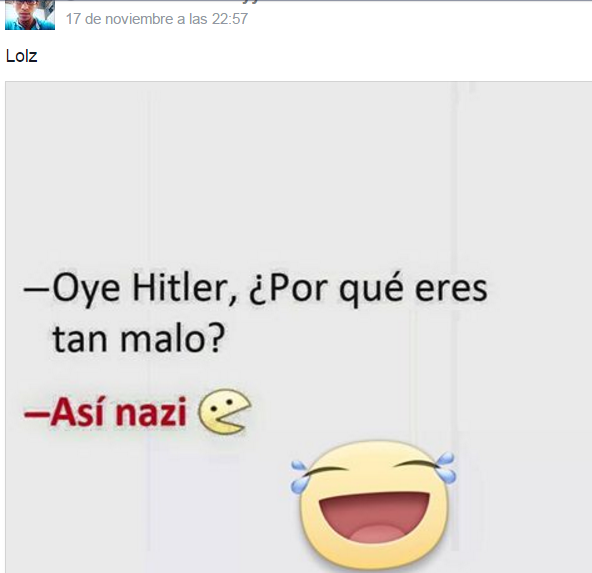 17 de noviembre a las 22:57
Lolz
–Oye Hitler, ¿Por qué eres
tan malo?
–Así nazi